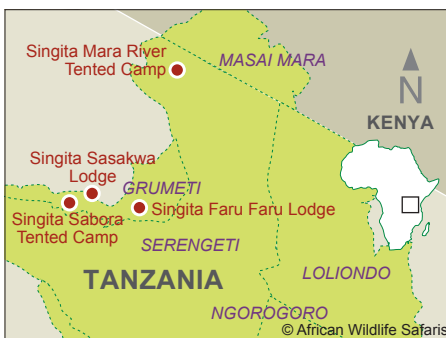 Singita Mara River
Tented Camp
MASAI MARA
N
KENYA
Singita Sasakwa
Lodge
GRUMETI
Singita Sabora
Tented Camp
Singita Faru Faru Lodge
SERENGETI
TANZANIA
LOLIONDO
NGOROGORO
© African Wildlife Safaris